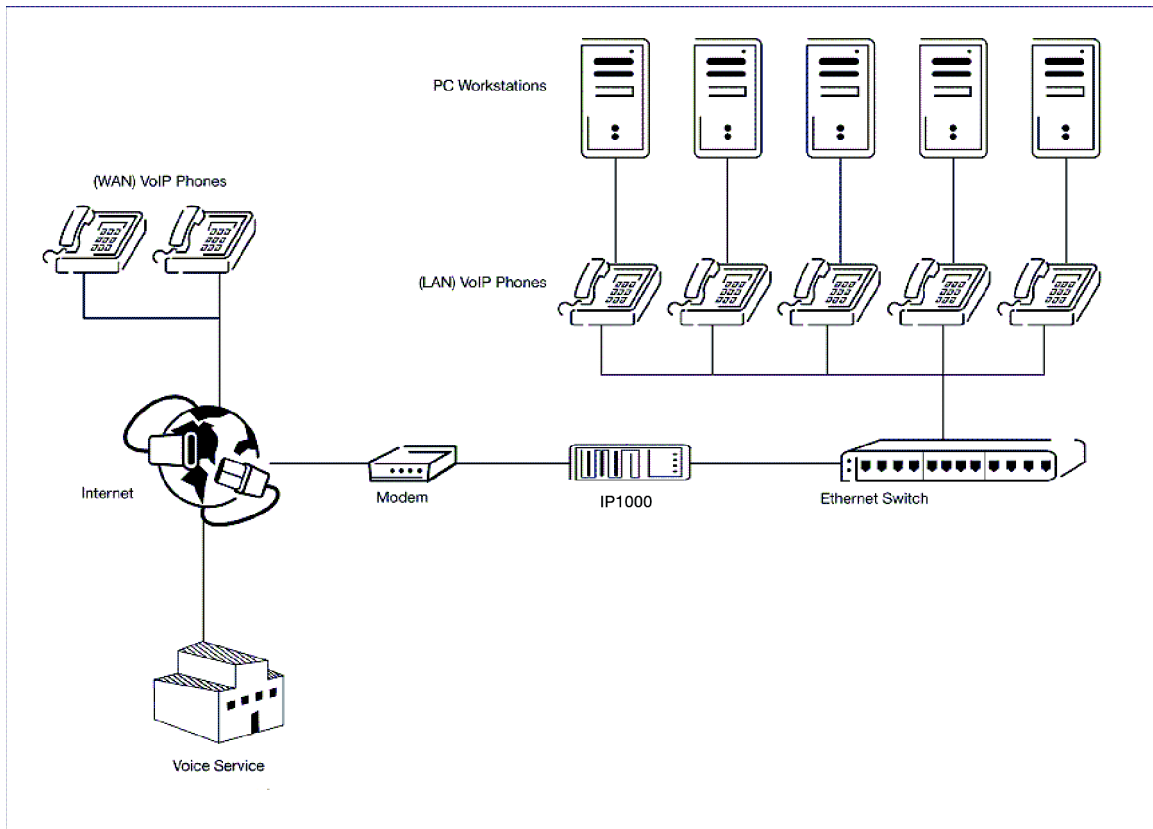 PC Workstations
(WAN) VoIP Phones
(LAN) VoIP Phones
Internet
Modem
IP1000
Ethernet Switch
Voice Service